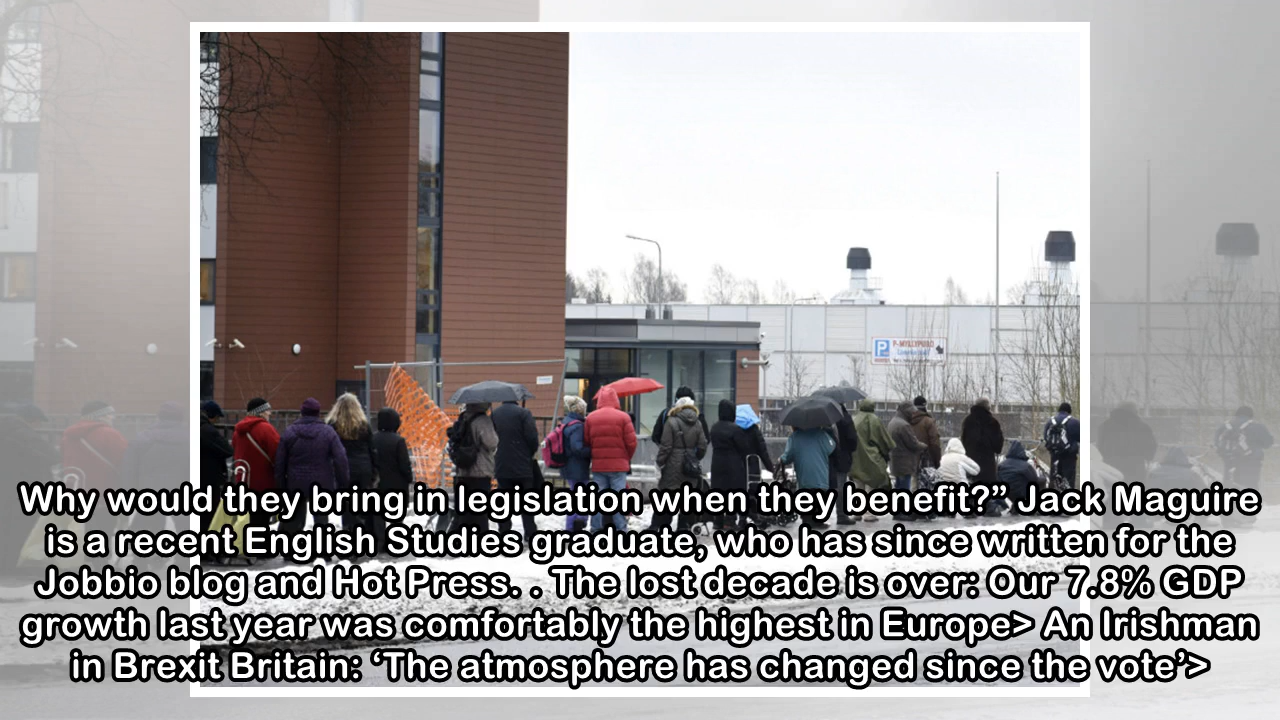 P P-MYLLYPURO
Why would they bring in legislation when they benefit?” Jack Maguire
is a recent English Studies graduate, who has since written for the
Jobbio blog and Hot Press. . The lost decade is over: Our 7.8% GDP
growth last year was comfortably the highest in Europe> An Irishman
in Brexit Britain: ‘The atmosphere has changed since the vote’>